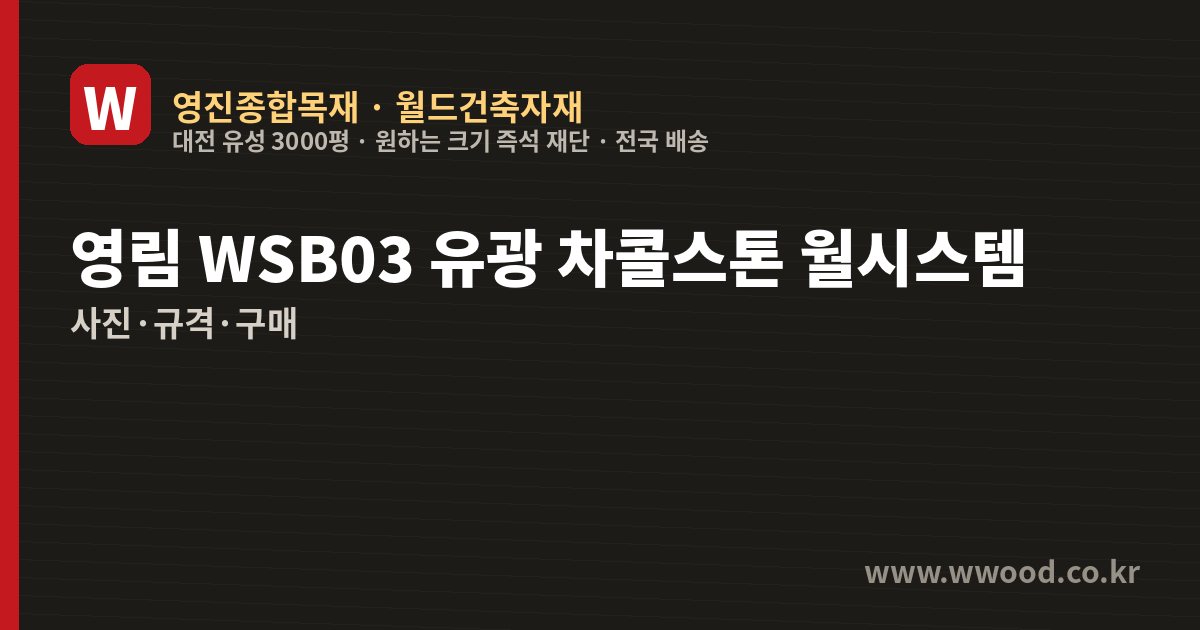 W
영진종합목재 · 월드건축자재
대전 유성 3000평 · 원하는 크기 즉석 재단 · 전국 배송
영림 WSB03 유광 차콜스톤 월시스템
사진·규격·구매
www.wwood.co.kr